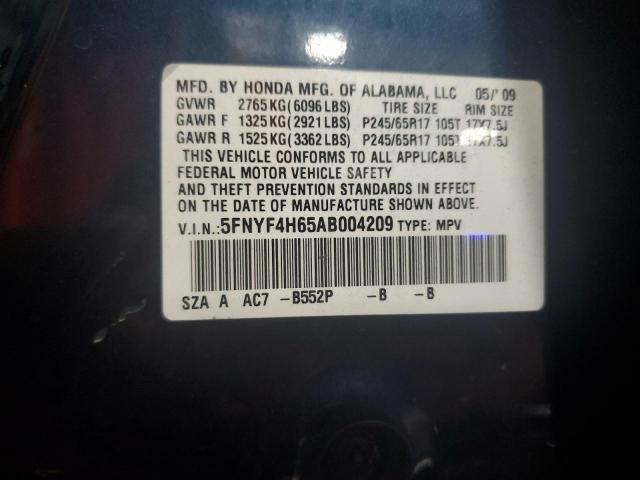 MFD. BY HONDA MFG. OF ALABAMA, LLC 05/'09
GVWR 2765KG(6096LBS) TIRE SIZE RIM SIZE
GAWR F 1325KG(2921LBS) P245/65R17 105T 17X7.5J
GAWR R 1525KG(3362LBS) P245/65R17 105T 17X7.5J
THIS VEHICLE CONFORMS TO ALL APPLICABLE
FEDERAL MOTOR VEHICLE SAFETY
AND THEFT PREVENTION STANDARDS IN EFFECT
ON THE DATE OF MANUFACTURE SHOWN ABOVE.
V.I.N.:5FNYF4H65AB004209 TYPE: MPV
SZA A AC7 -B552P -B -B